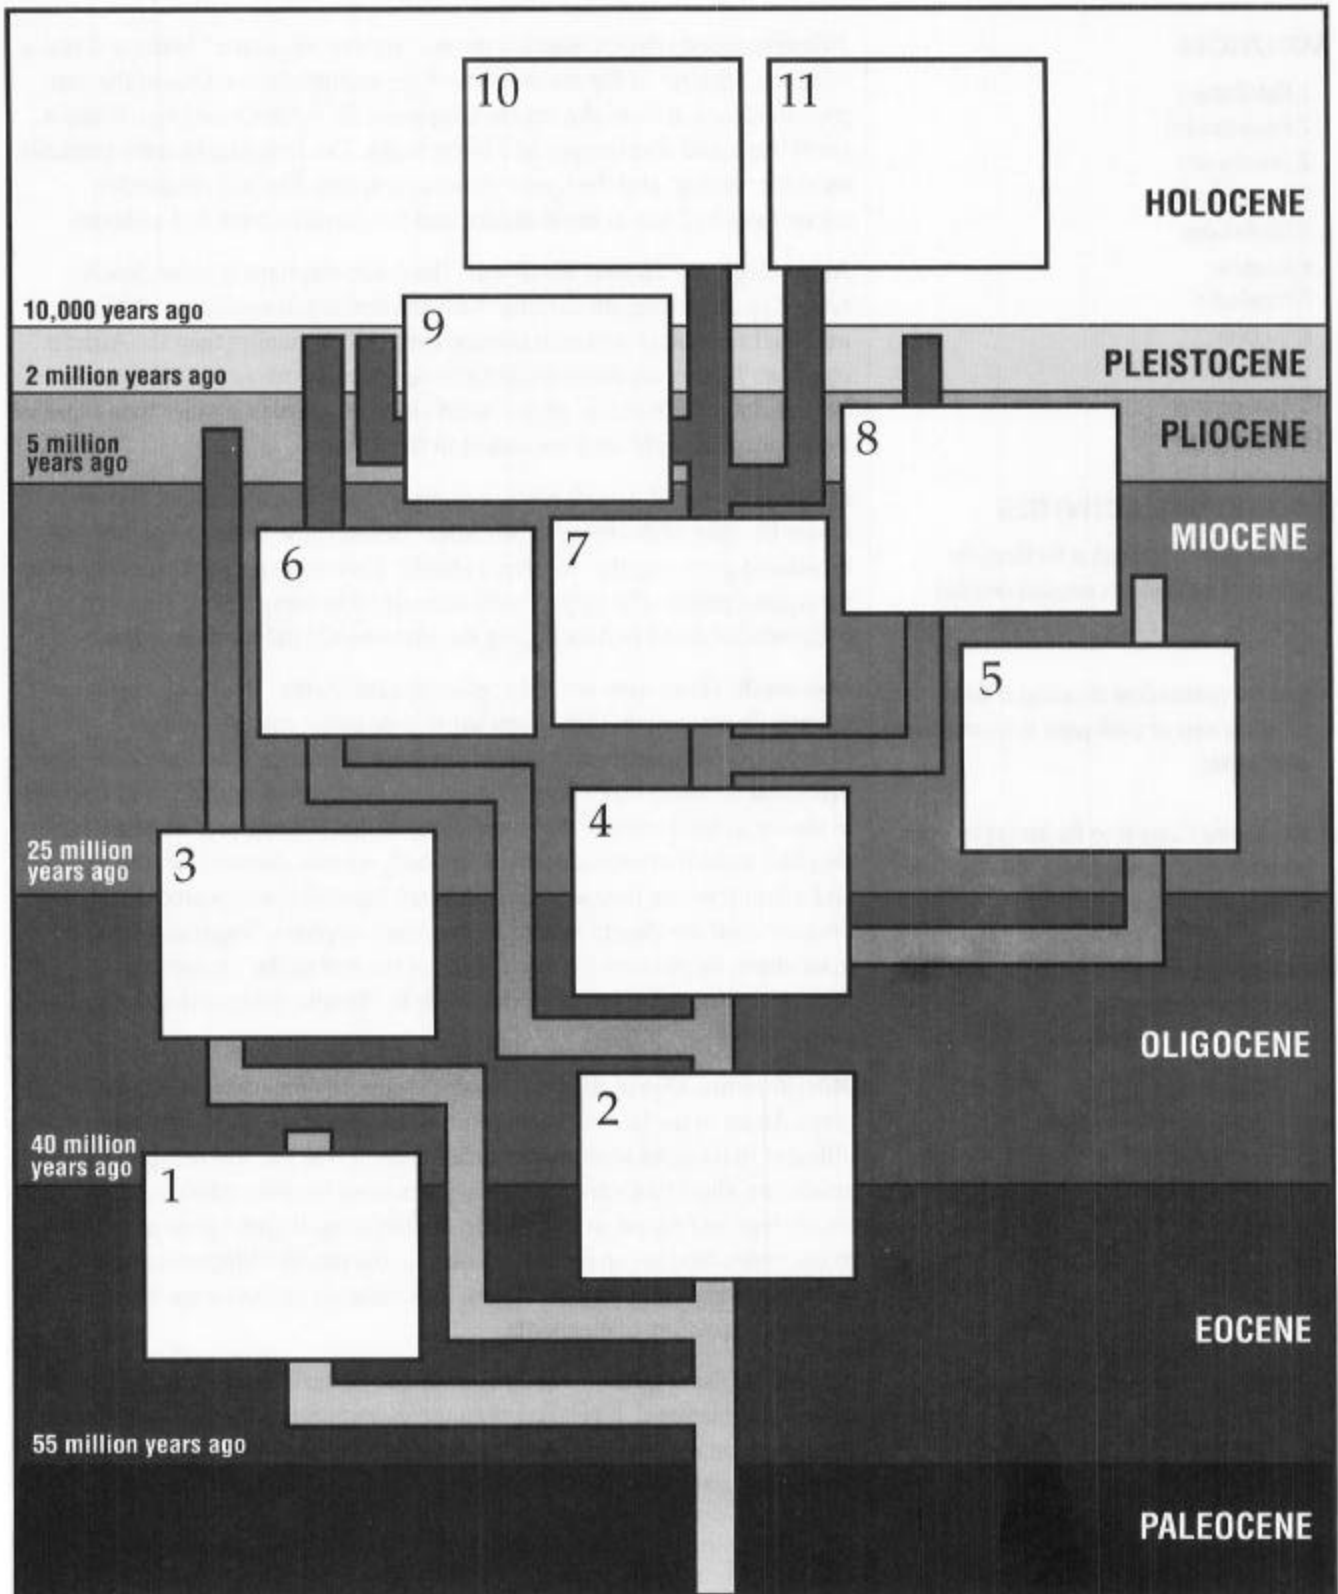 10
11
HOLOCENE
10,000 years ago
9
PLEISTOCENE
2 million years ago
8
PLIOCENE
5 million
years ago
6
7
MIOCENE
5
4
25 million
years ago
3
OLIGOCENE
2
40 million
years ago
1
EOCENE
55 million years ago
PALEOCENE